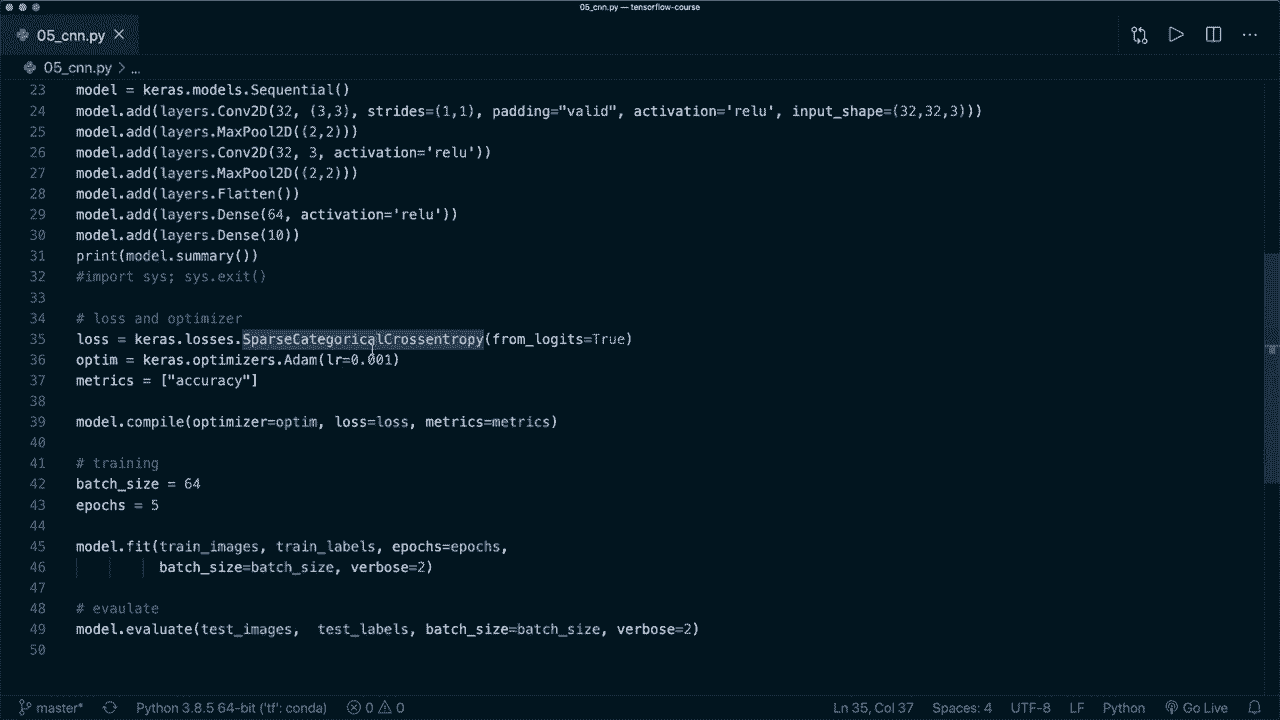 05_cnn.py — tensorflow-course
05_cnn.py
05_cnn.py > ...
23 model = keras.models.Sequential()
24 model.add(layers.Conv2D(32, (3,3), strides=(1,1), padding="valid", activation='relu', input_shape=(32,32,3)))
25 model.add(layers.MaxPool2D((2,2)))
26 model.add(layers.Conv2D(32, 3, activation='relu'))
27 model.add(layers.MaxPool2D((2,2)))
28 model.add(layers.Flatten())
29 model.add(layers.Dense(64, activation='relu'))
30 model.add(layers.Dense(10))
31 print(model.summary())
32 #import sys; sys.exit()
33
34 # loss and optimizer
35 loss = keras.losses.SparseCategoricalCrossentropy(from_logits=True)
36 optim = keras.optimizers.Adam(lr=0.001)
37 metrics = ["accuracy"]
38
39 model.compile(optimizer=optim, loss=loss, metrics=metrics)
40
41 # training
42 batch_size = 64
43 epochs = 5
44
45 model.fit(train_images, train_labels, epochs=epochs,
46 batch_size=batch_size, verbose=2)
47
48 # evaulate
49 model.evaluate(test_images,  test_labels, batch_size=batch_size, verbose=2)
50
master* Python 3.8.5 64-bit ('tf': conda) 0 0 Ln 35, Col 37 Spaces: 4 UTF-8 LF Python Go Live